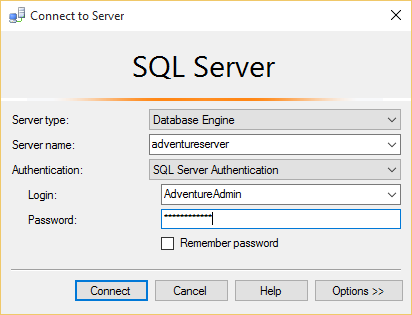 Connect to Server
SQL Server
Server type: Database Engine
Server name: adventureserver
Authentication: SQL Server Authentication
Login: AdventureAdmin
Password: ************
Remember password
Connect Cancel Help Options >>